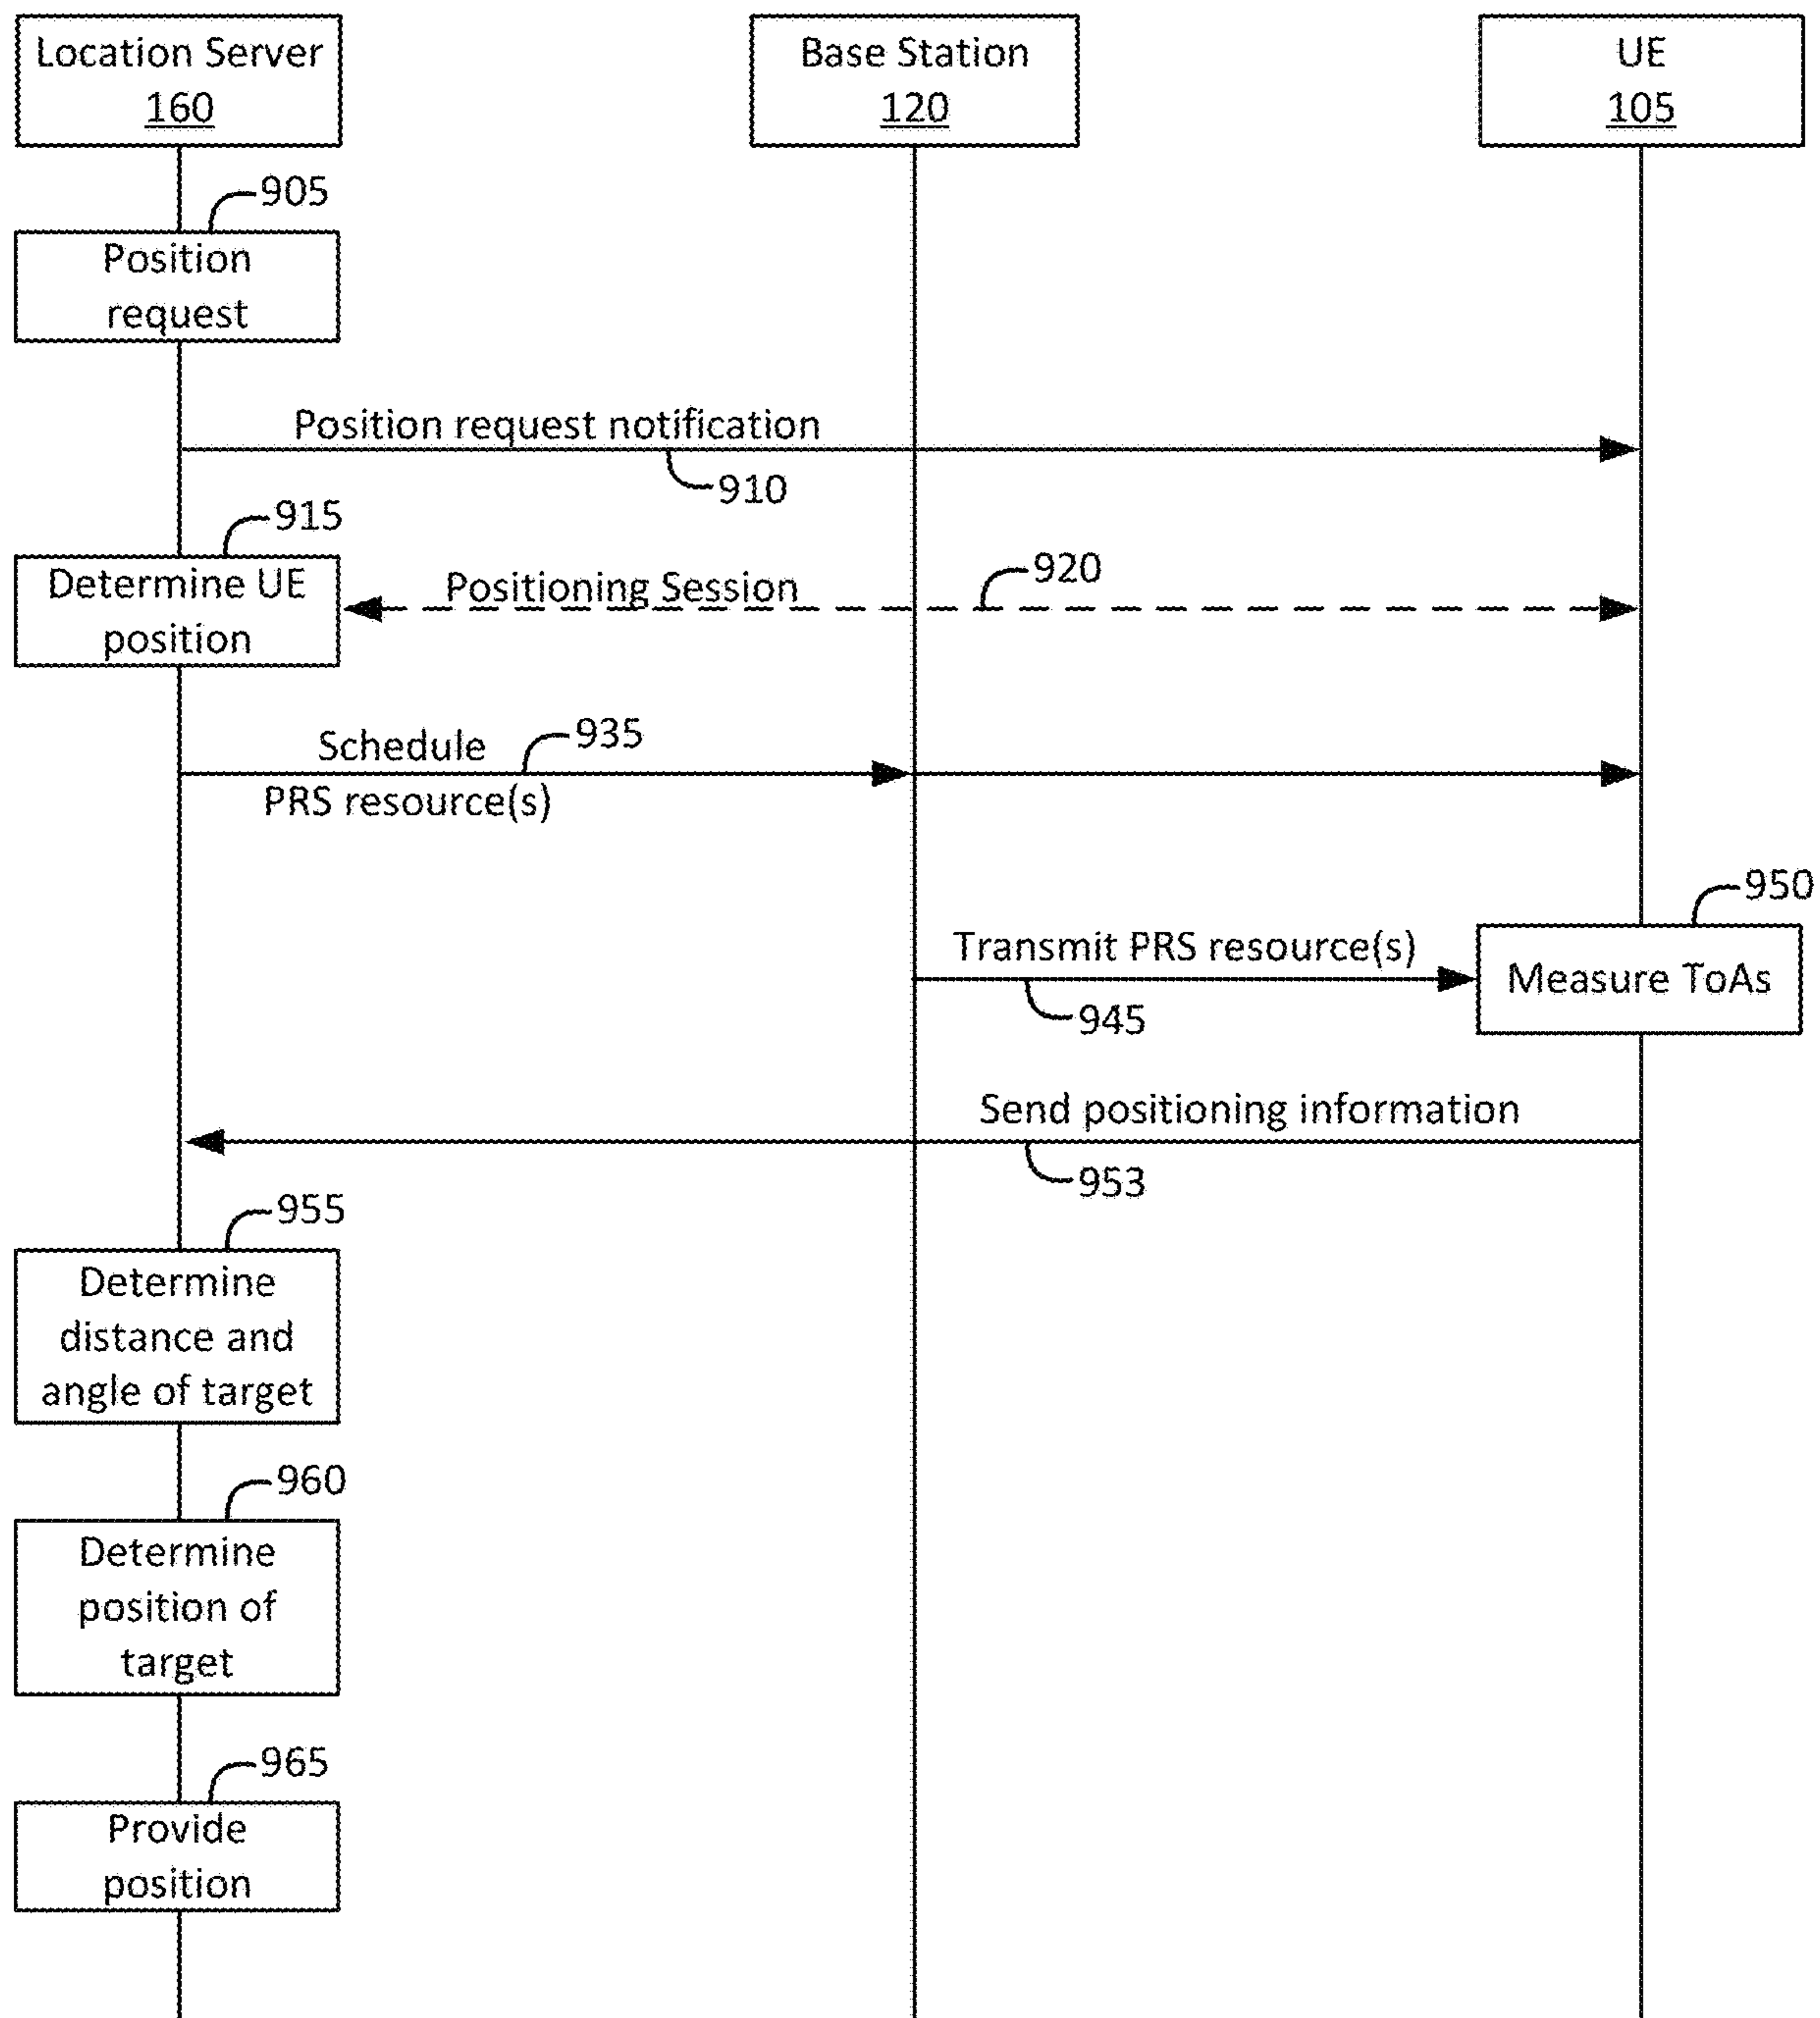 Location Server
160
Base Station
120
UE
105
905
Position
request
Position request notification
910
915
Determine UE
position
Positioning Session
920
Schedule
935
PRS resource(s)
950
Transmit PRS resource(s)
945
Measure ToAs
Send positioning information
953
955
Determine
distance and
angle of target
960
Determine
position of
target
965
Provide
position